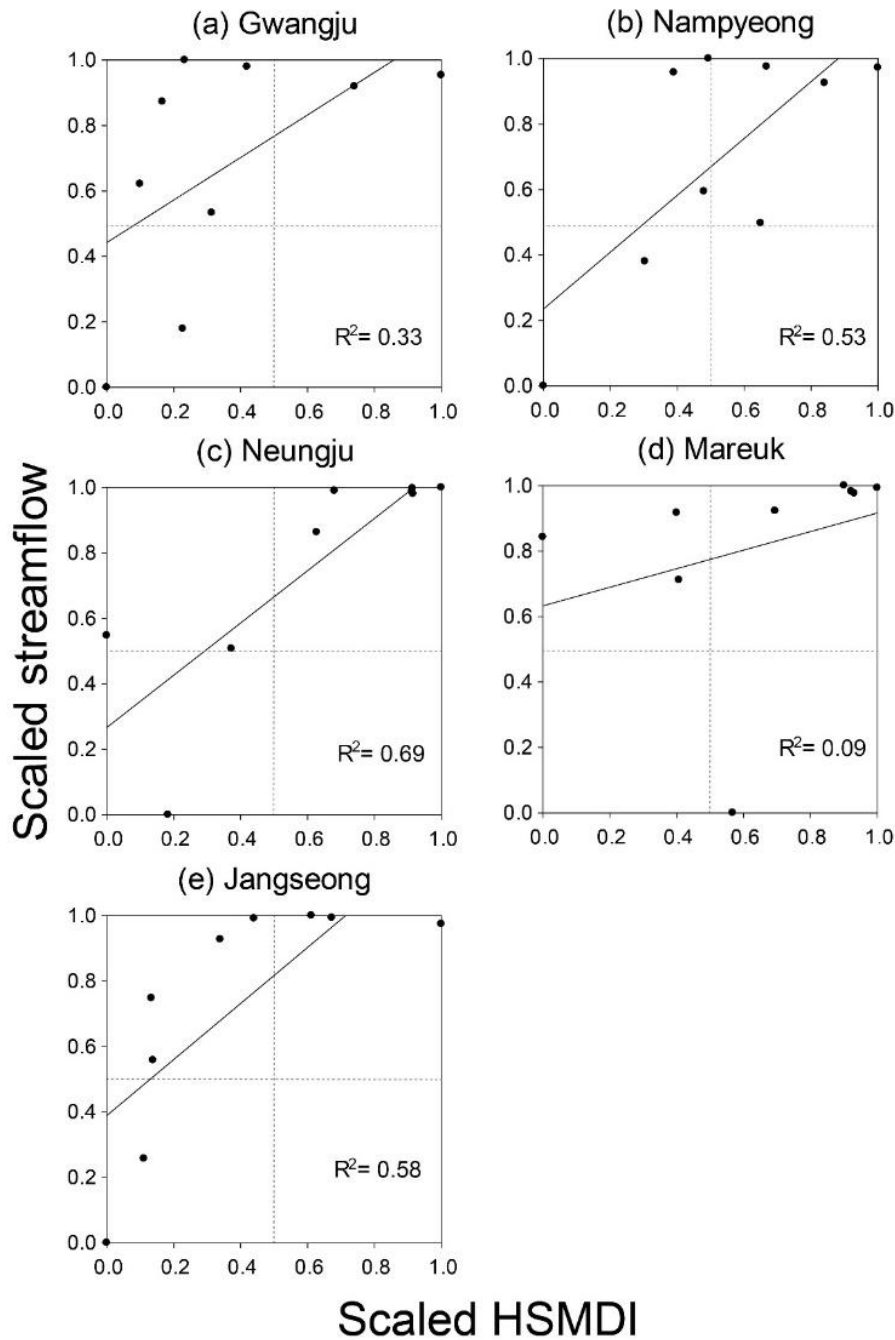 (a) Gwangju
1.0
0.8
0.6
0.4
0.2
0.0
R²= 0.33
0.0 0.2 0.4 0.6 0.8 1.0
(b) Nampyeong
1.0
0.8
0.6
0.4
0.2
0.0
R²= 0.53
0.0 0.2 0.4 0.6 0.8 1.0
Scaled streamflow
(c) Neungju
1.0
0.8
0.6
0.4
0.2
0.0
R²= 0.69
0.0 0.2 0.4 0.6 0.8 1.0
(d) Mareuk
1.0
0.8
0.6
0.4
0.2
0.0
R²= 0.09
0.0 0.2 0.4 0.6 0.8 1.0
(e) Jangseong
1.0
0.8
0.6
0.4
0.2
0.0
R²= 0.58
0.0 0.2 0.4 0.6 0.8 1.0
Scaled HSMDI